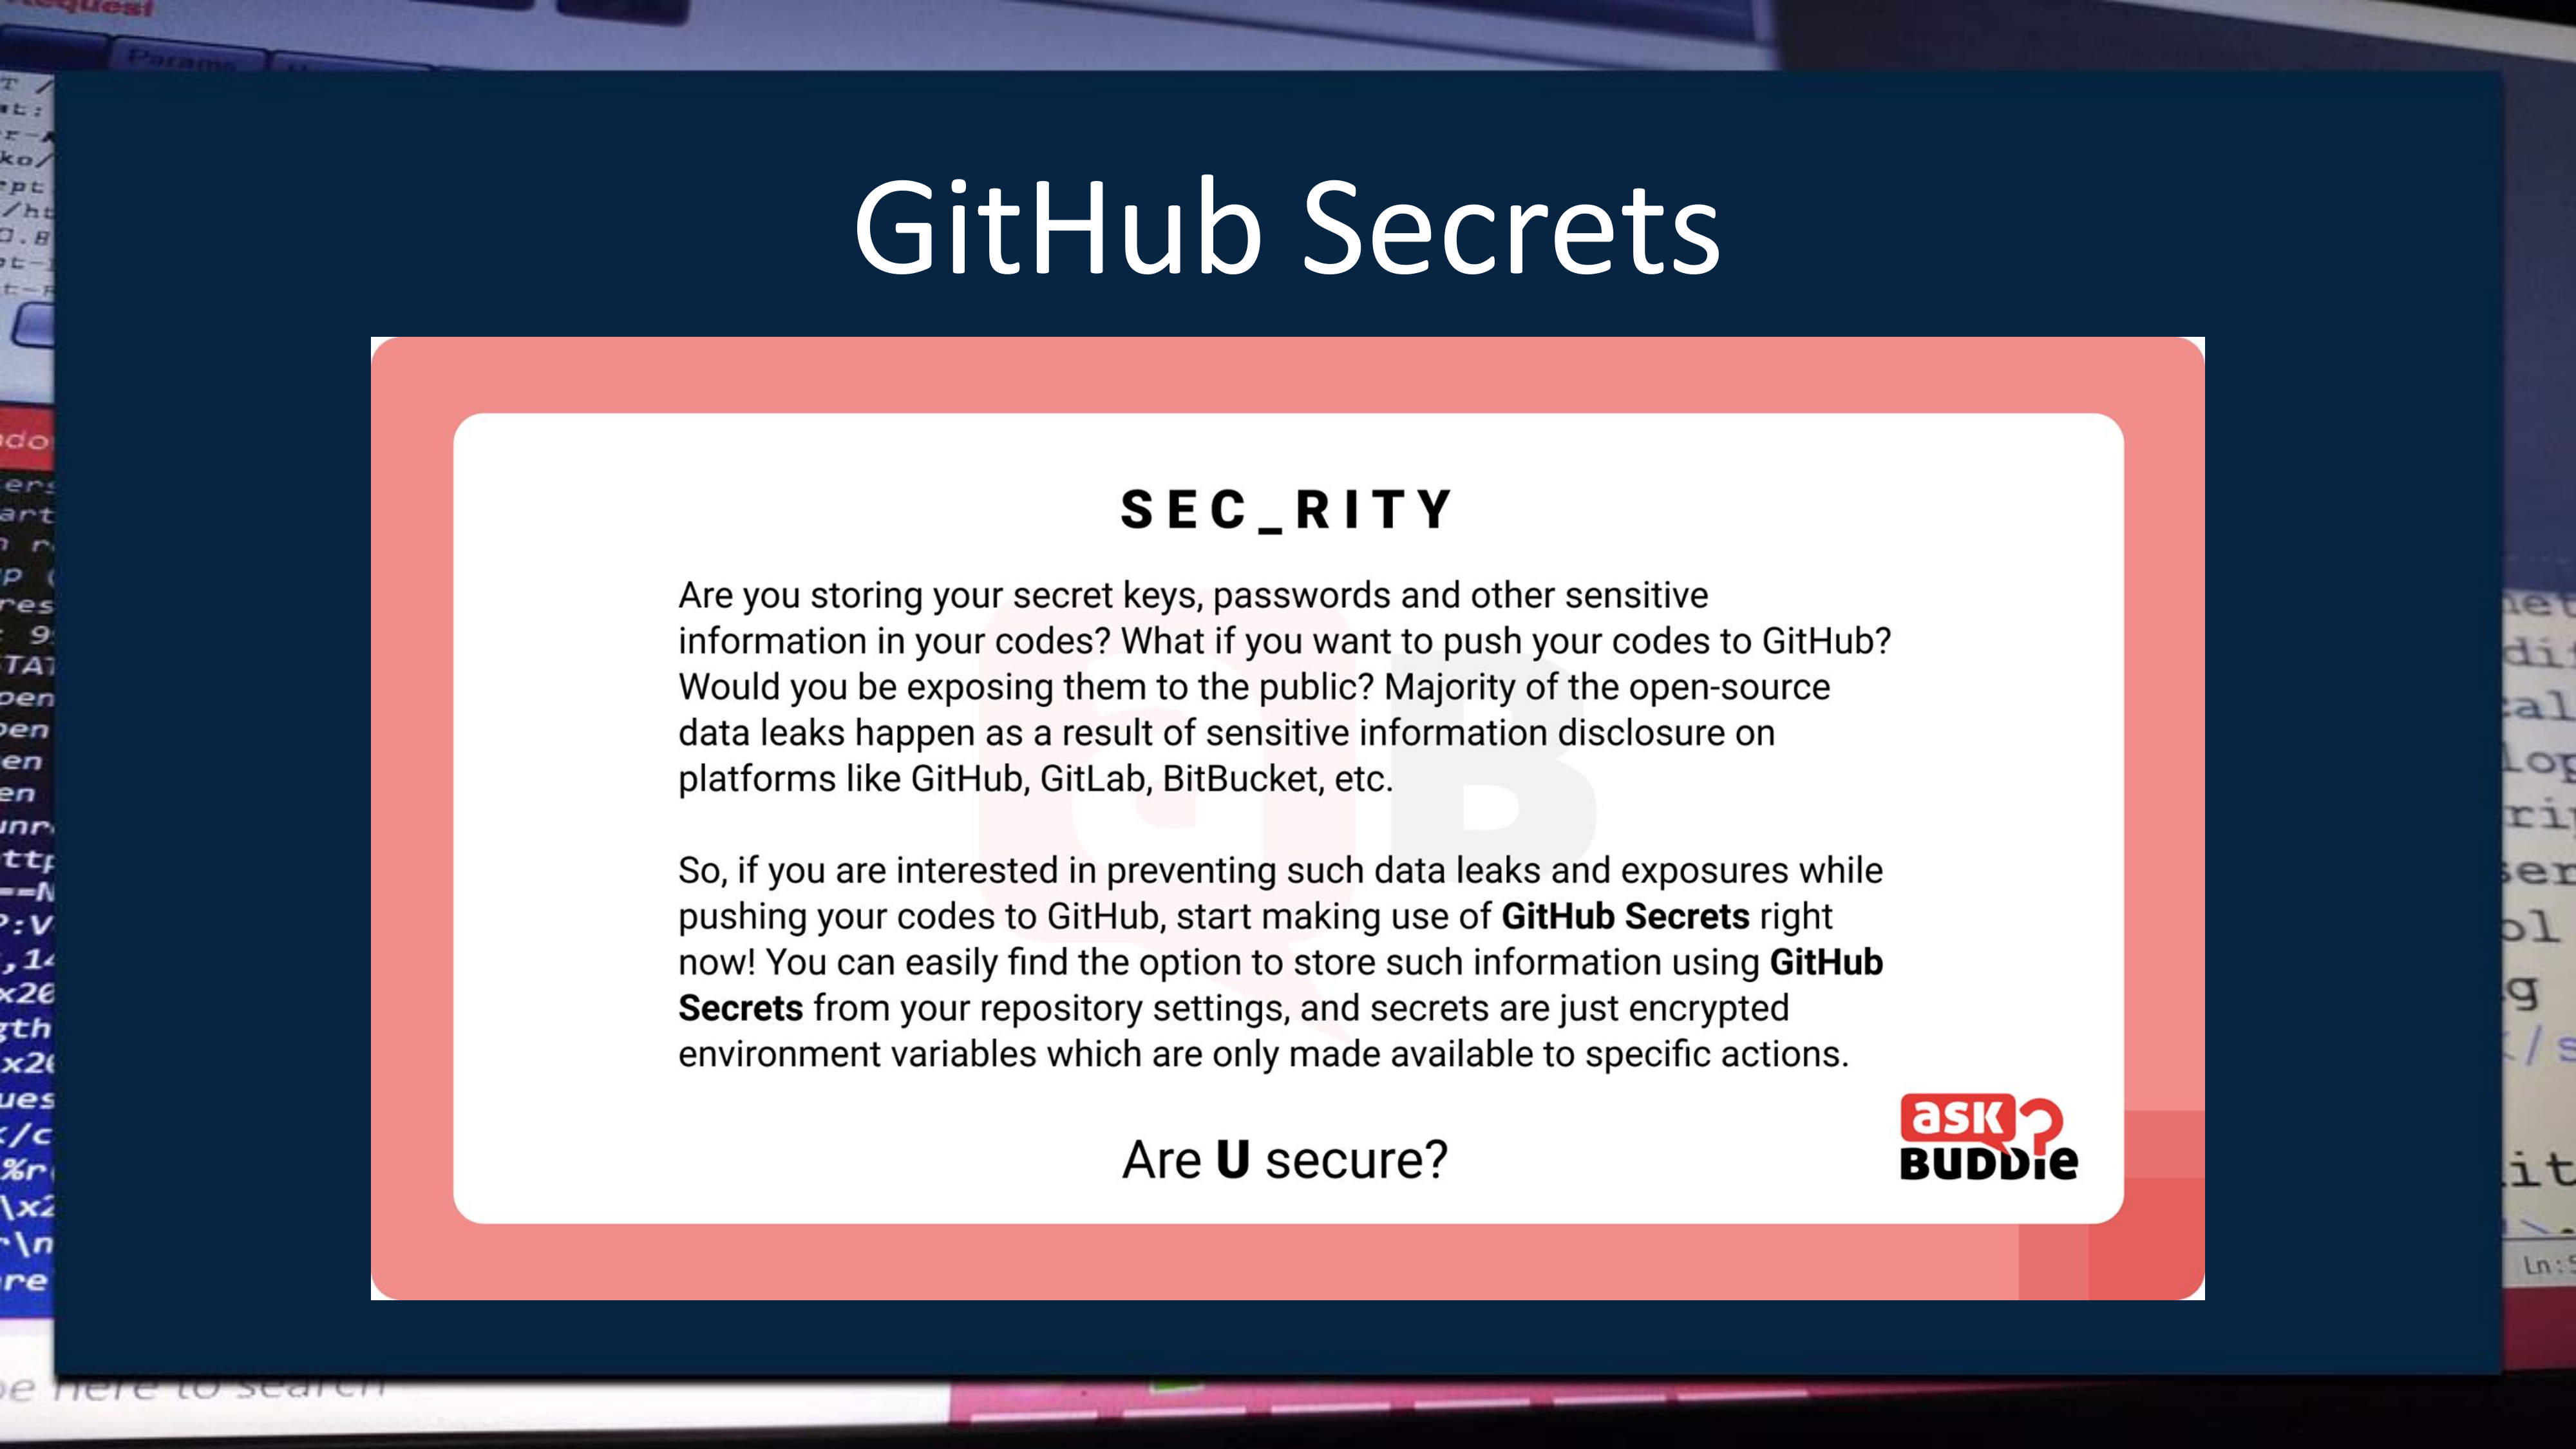 Params
GitHub Secrets
SEC_RITY
Are you storing your secret keys, passwords and other sensitive
information in your codes? What if you want to push your codes to GitHub?
Would you be exposing them to the public? Majority of the open-source
data leaks happen as a result of sensitive information disclosure on
platforms like GitHub, GitLab, BitBucket, etc.
So, if you are interested in preventing such data leaks and exposures while
pushing your codes to GitHub, start making use of GitHub Secrets right
now! You can easily find the option to store such information using GitHub
Secrets from your repository settings, and secrets are just encrypted
environment variables which are only made available to specific actions.
aB
Are U secure?
asK
BUDDie
here to search